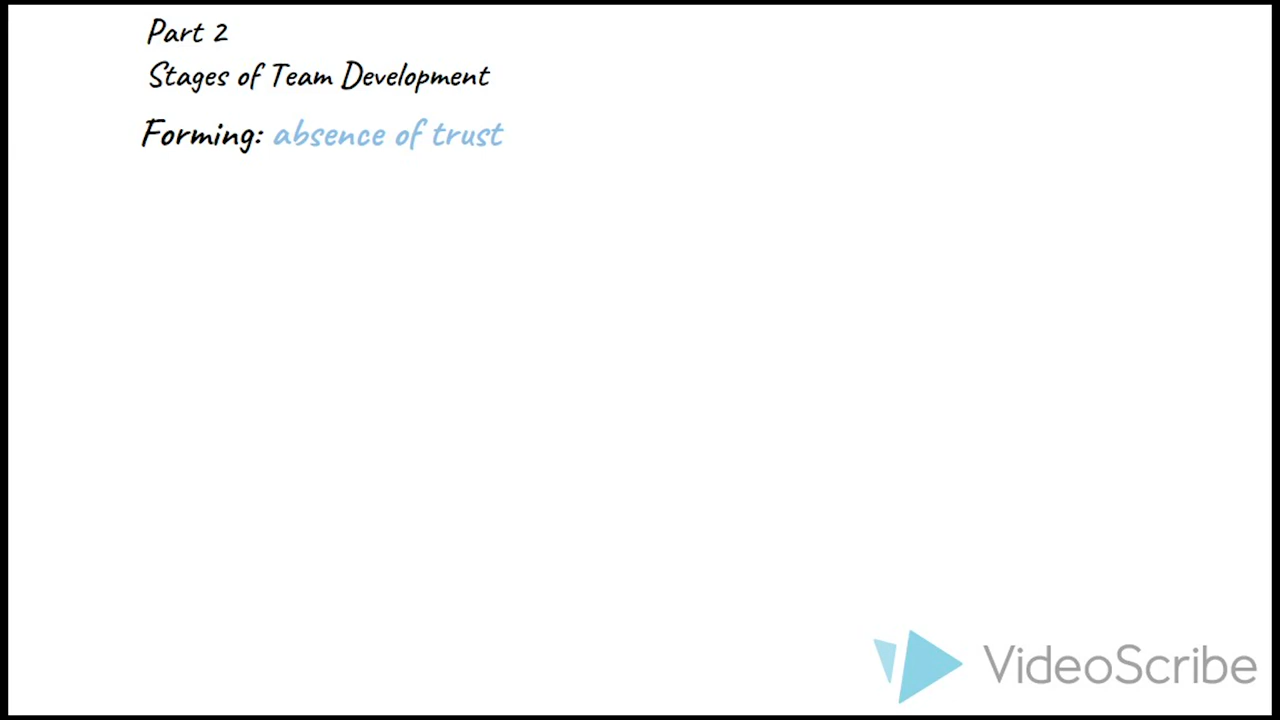 Part 2
Stages of Team Development
Forming: absence of trust
VideoScribe